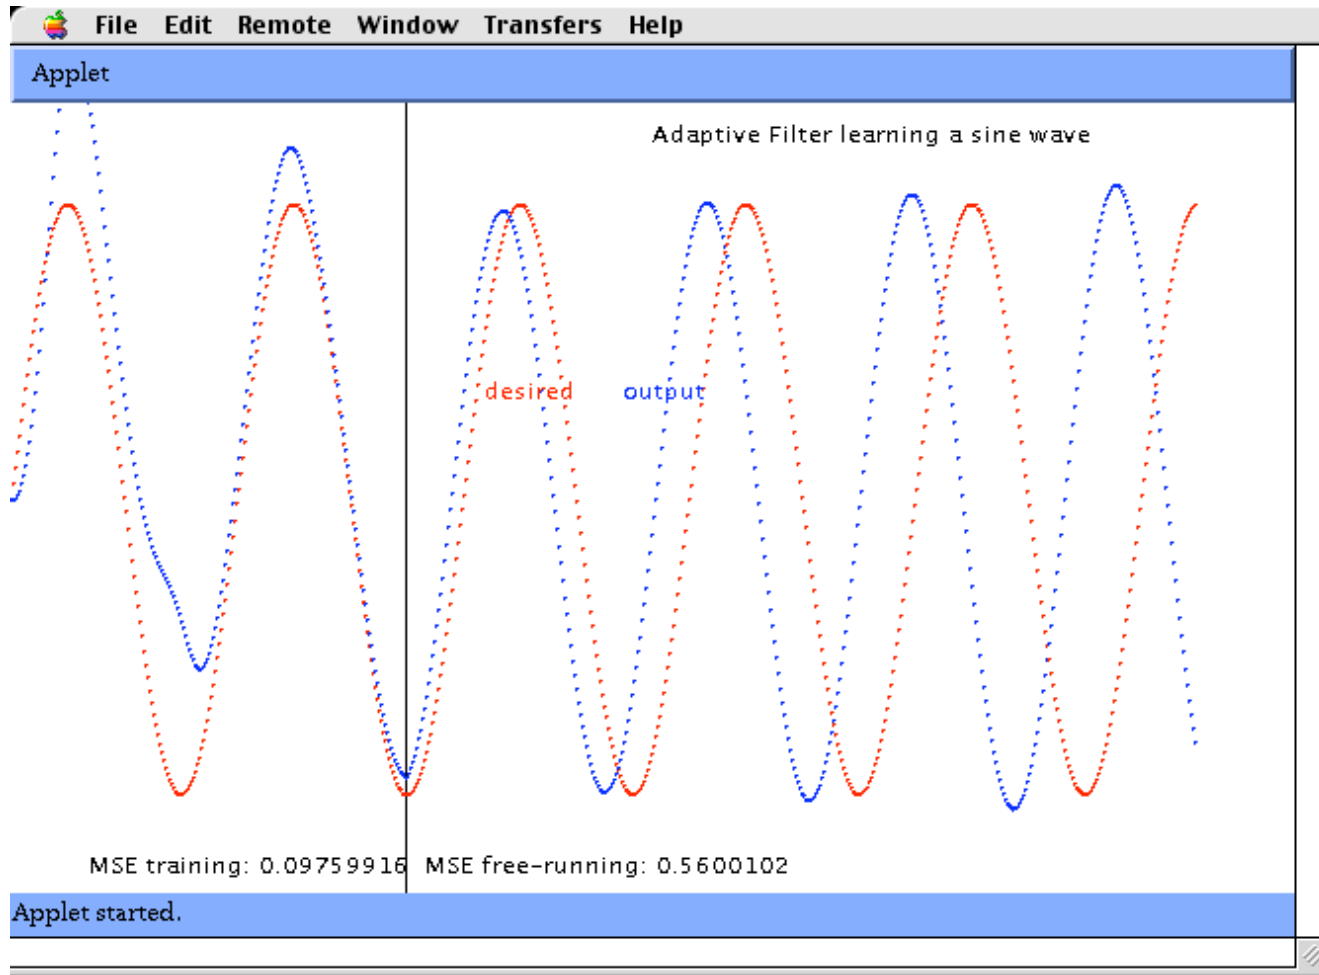 File Edit Remote Window Transfers Help
Applet
Adaptive Filter learning a sine wave
desired output
MSE training: 0.09759916 MSE free-running: 0.5600102
Applet started.